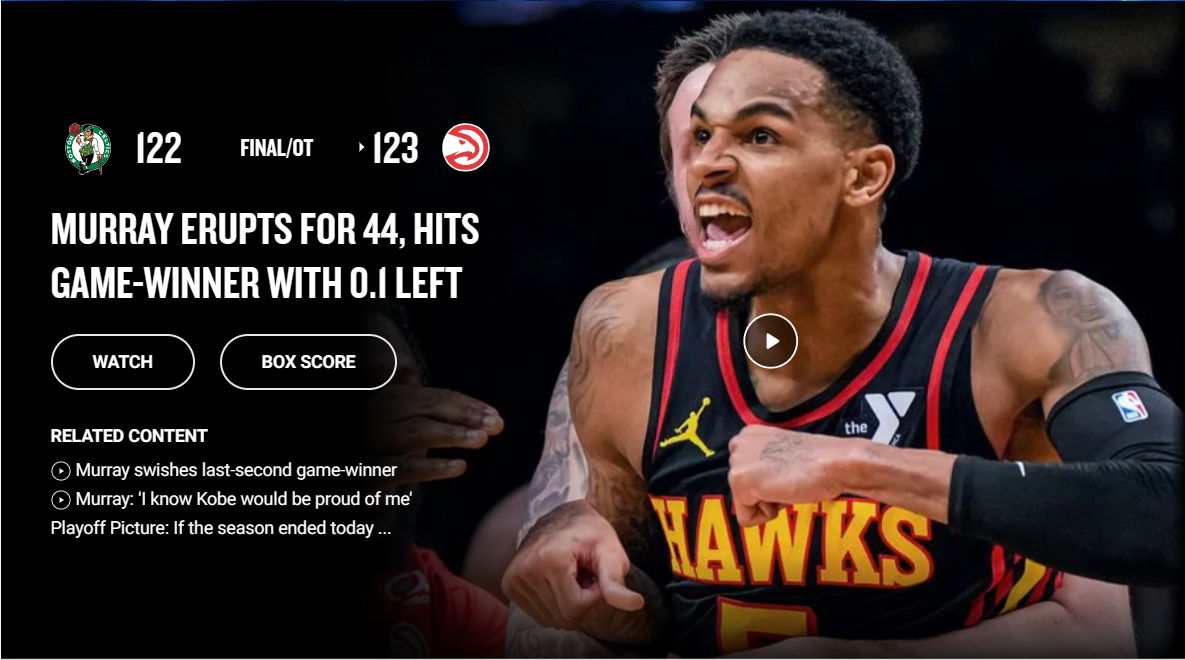 122 FINAL/OT 123
MURRAY ERUPTS FOR 44, HITS
GAME-WINNER WITH 0.1 LEFT
WATCH BOX SCORE
RELATED CONTENT
Murray swishes last-second game-winner
Murray: 'I know Kobe would be proud of me'
Playoff Picture: If the season ended today ...
the Y
HAWKS